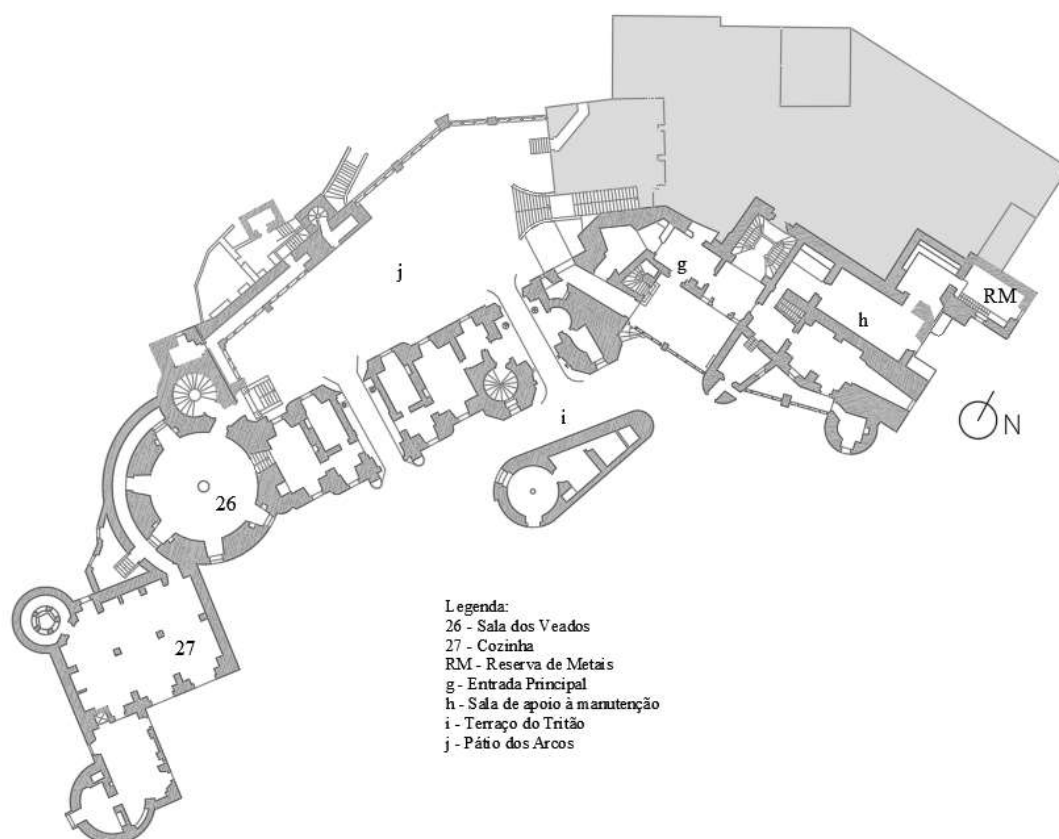 g
RM
j
h
i
N
26
27
Legenda:
26 - Sala dos Veados
27 - Cozinha
RM - Reserva de Metais
g - Entrada Principal
h - Sala de apoio à manutenção
i - Terraço do Tritão
j - Pátio dos Arcos